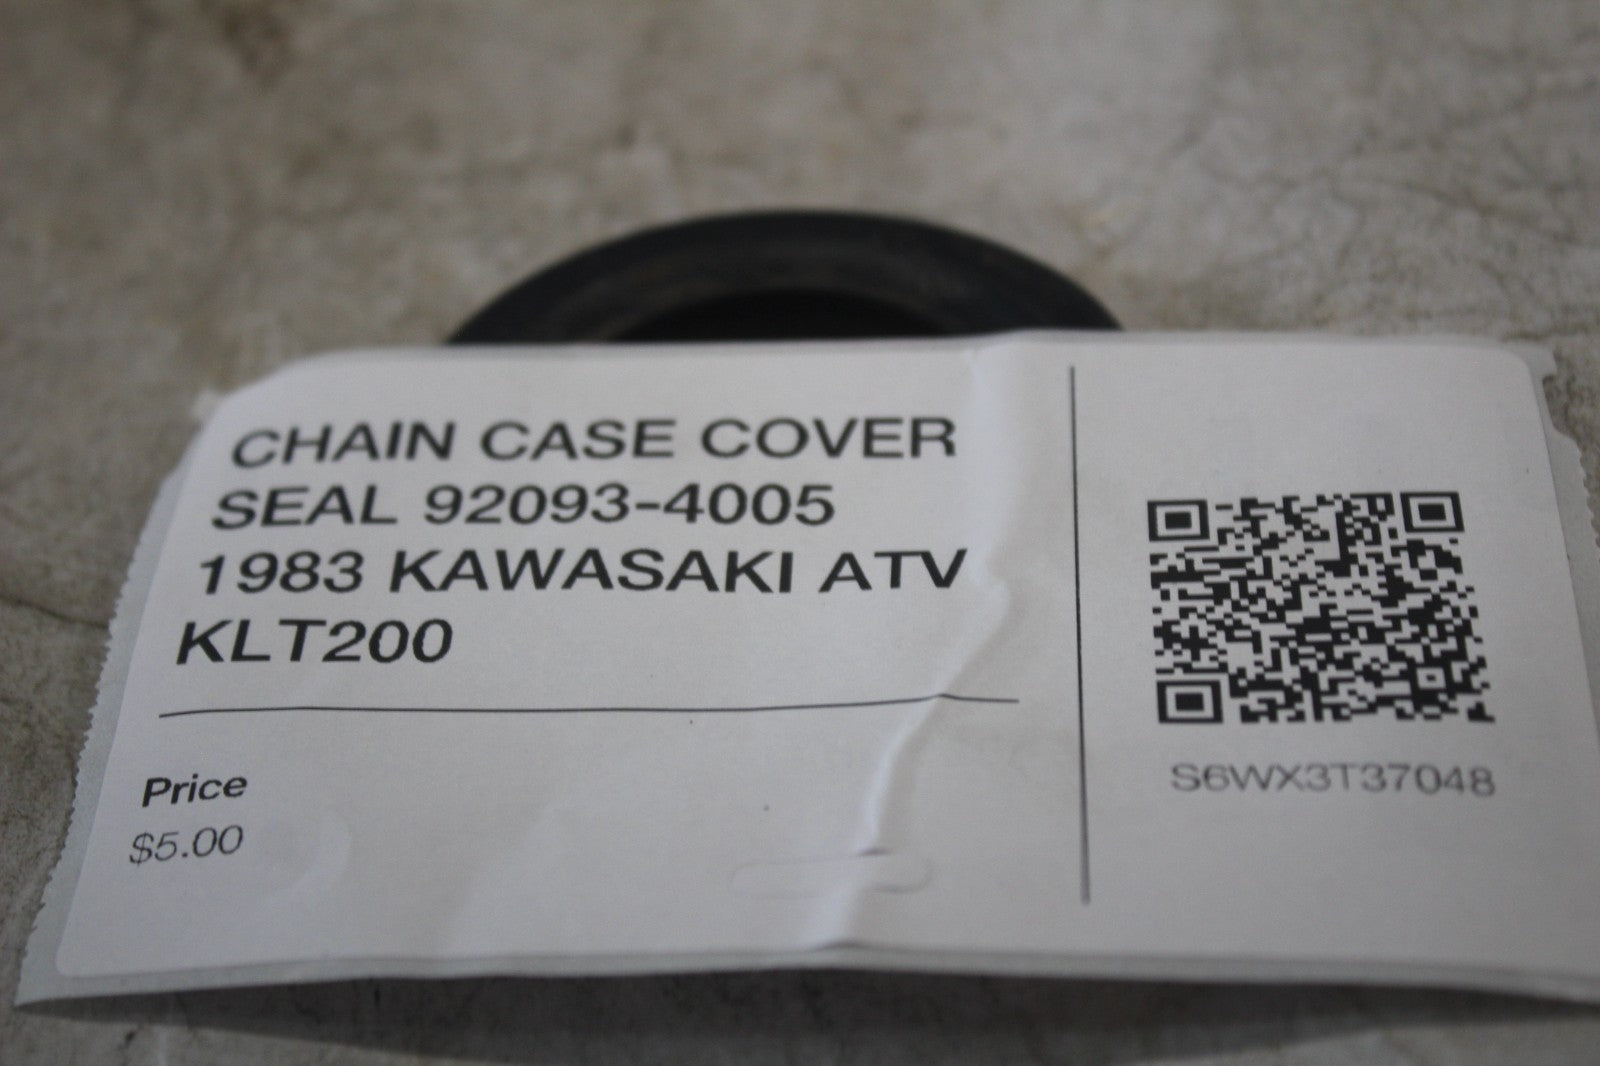 CHAIN CASE COVER
SEAL 92093-4005
1983 KAWASAKI ATV
KLT200
Price
$5.00
S6WX3T37048